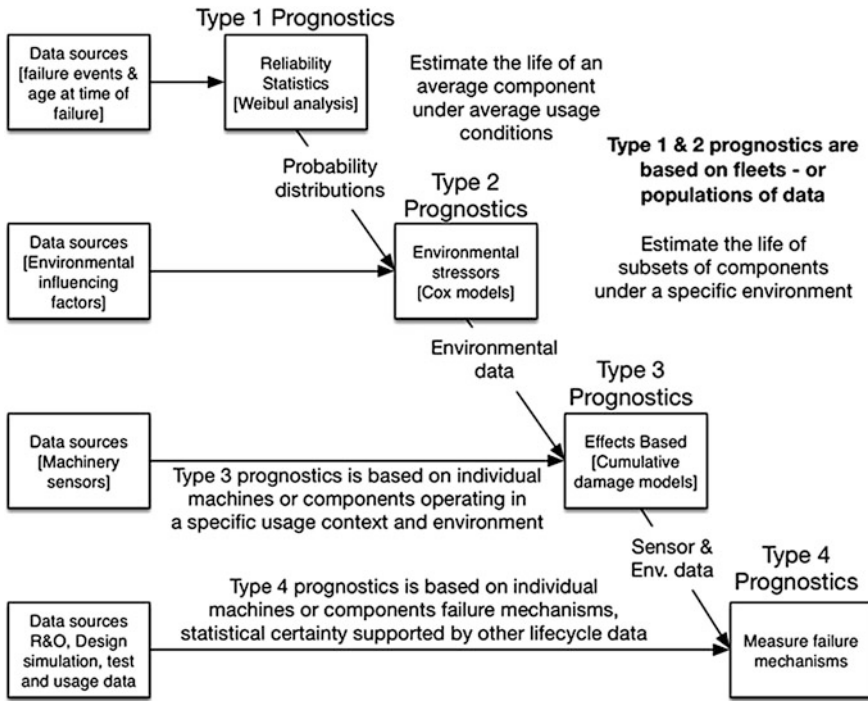 Type 1 Prognostics
Data sources
[failure events &
age at time of
failure]
Reliability
Statistics
[Weibul analysis]
Estimate the life of an
average component
under average usage
conditions
Type 1 & 2 prognostics are
based on fleets - or
populations of data
Probability
distributions
Type 2
Prognostics
Data sources
[Environmental
influencing
factors]
Environmental
stressors
[Cox models]
Estimate the life of
subsets of components
under a specific environment
Environmental
data
Type 3
Prognostics
Data sources
[Machinery
sensors]
Effects Based
[Cumulative
damage models]
Type 3 prognostics is based on individual
machines or components operating in
a specific usage context and environment
Sensor &
Env. data
Type 4
Prognostics
Type 4 prognostics is based on individual
machines or components failure mechanisms,
statistical certainty supported by other lifecycle data
Data sources
R&O, Design
simulation, test
and usage data
Measure failure
mechanisms